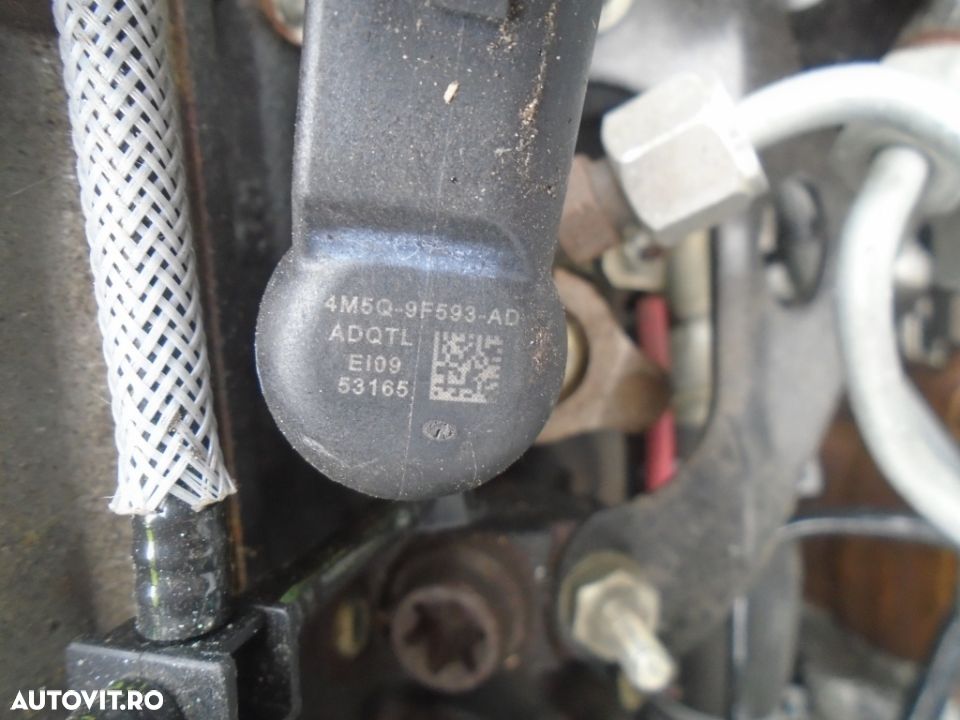 4M5Q-9F593-AD
ADQTL
EI09
53165
AUTOVIT.RO